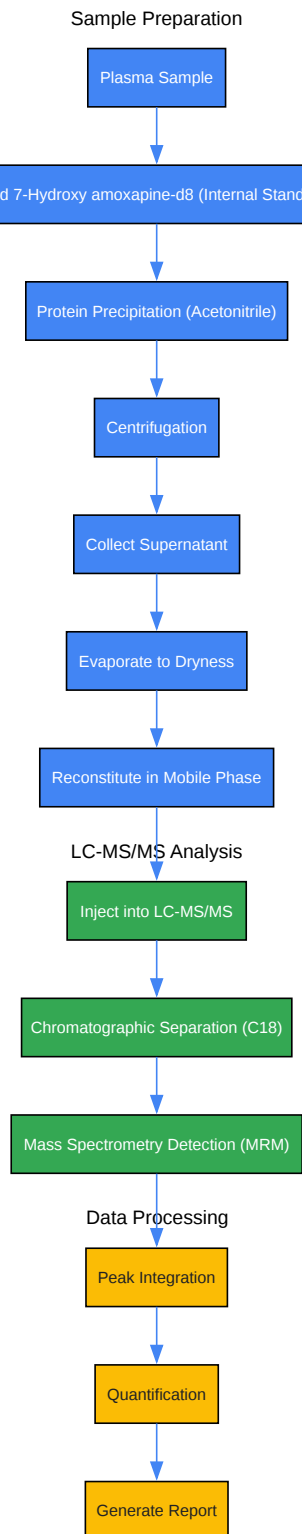 Sample Preparation
Plasma Sample
d 7-Hydroxy amoxapine-d8 (Internal Stand
Protein Precipitation (Acetonitrile)
Centrifugation
Collect Supernatant
Evaporate to Dryness
Reconstitute in Mobile Phase
LC-MS/MS Analysis
Inject into LC-MS/MS
Chromatographic Separation (C18)
Mass Spectrometry Detection (MRM)
Data Processing
Peak Integration
Quantification
Generate Report